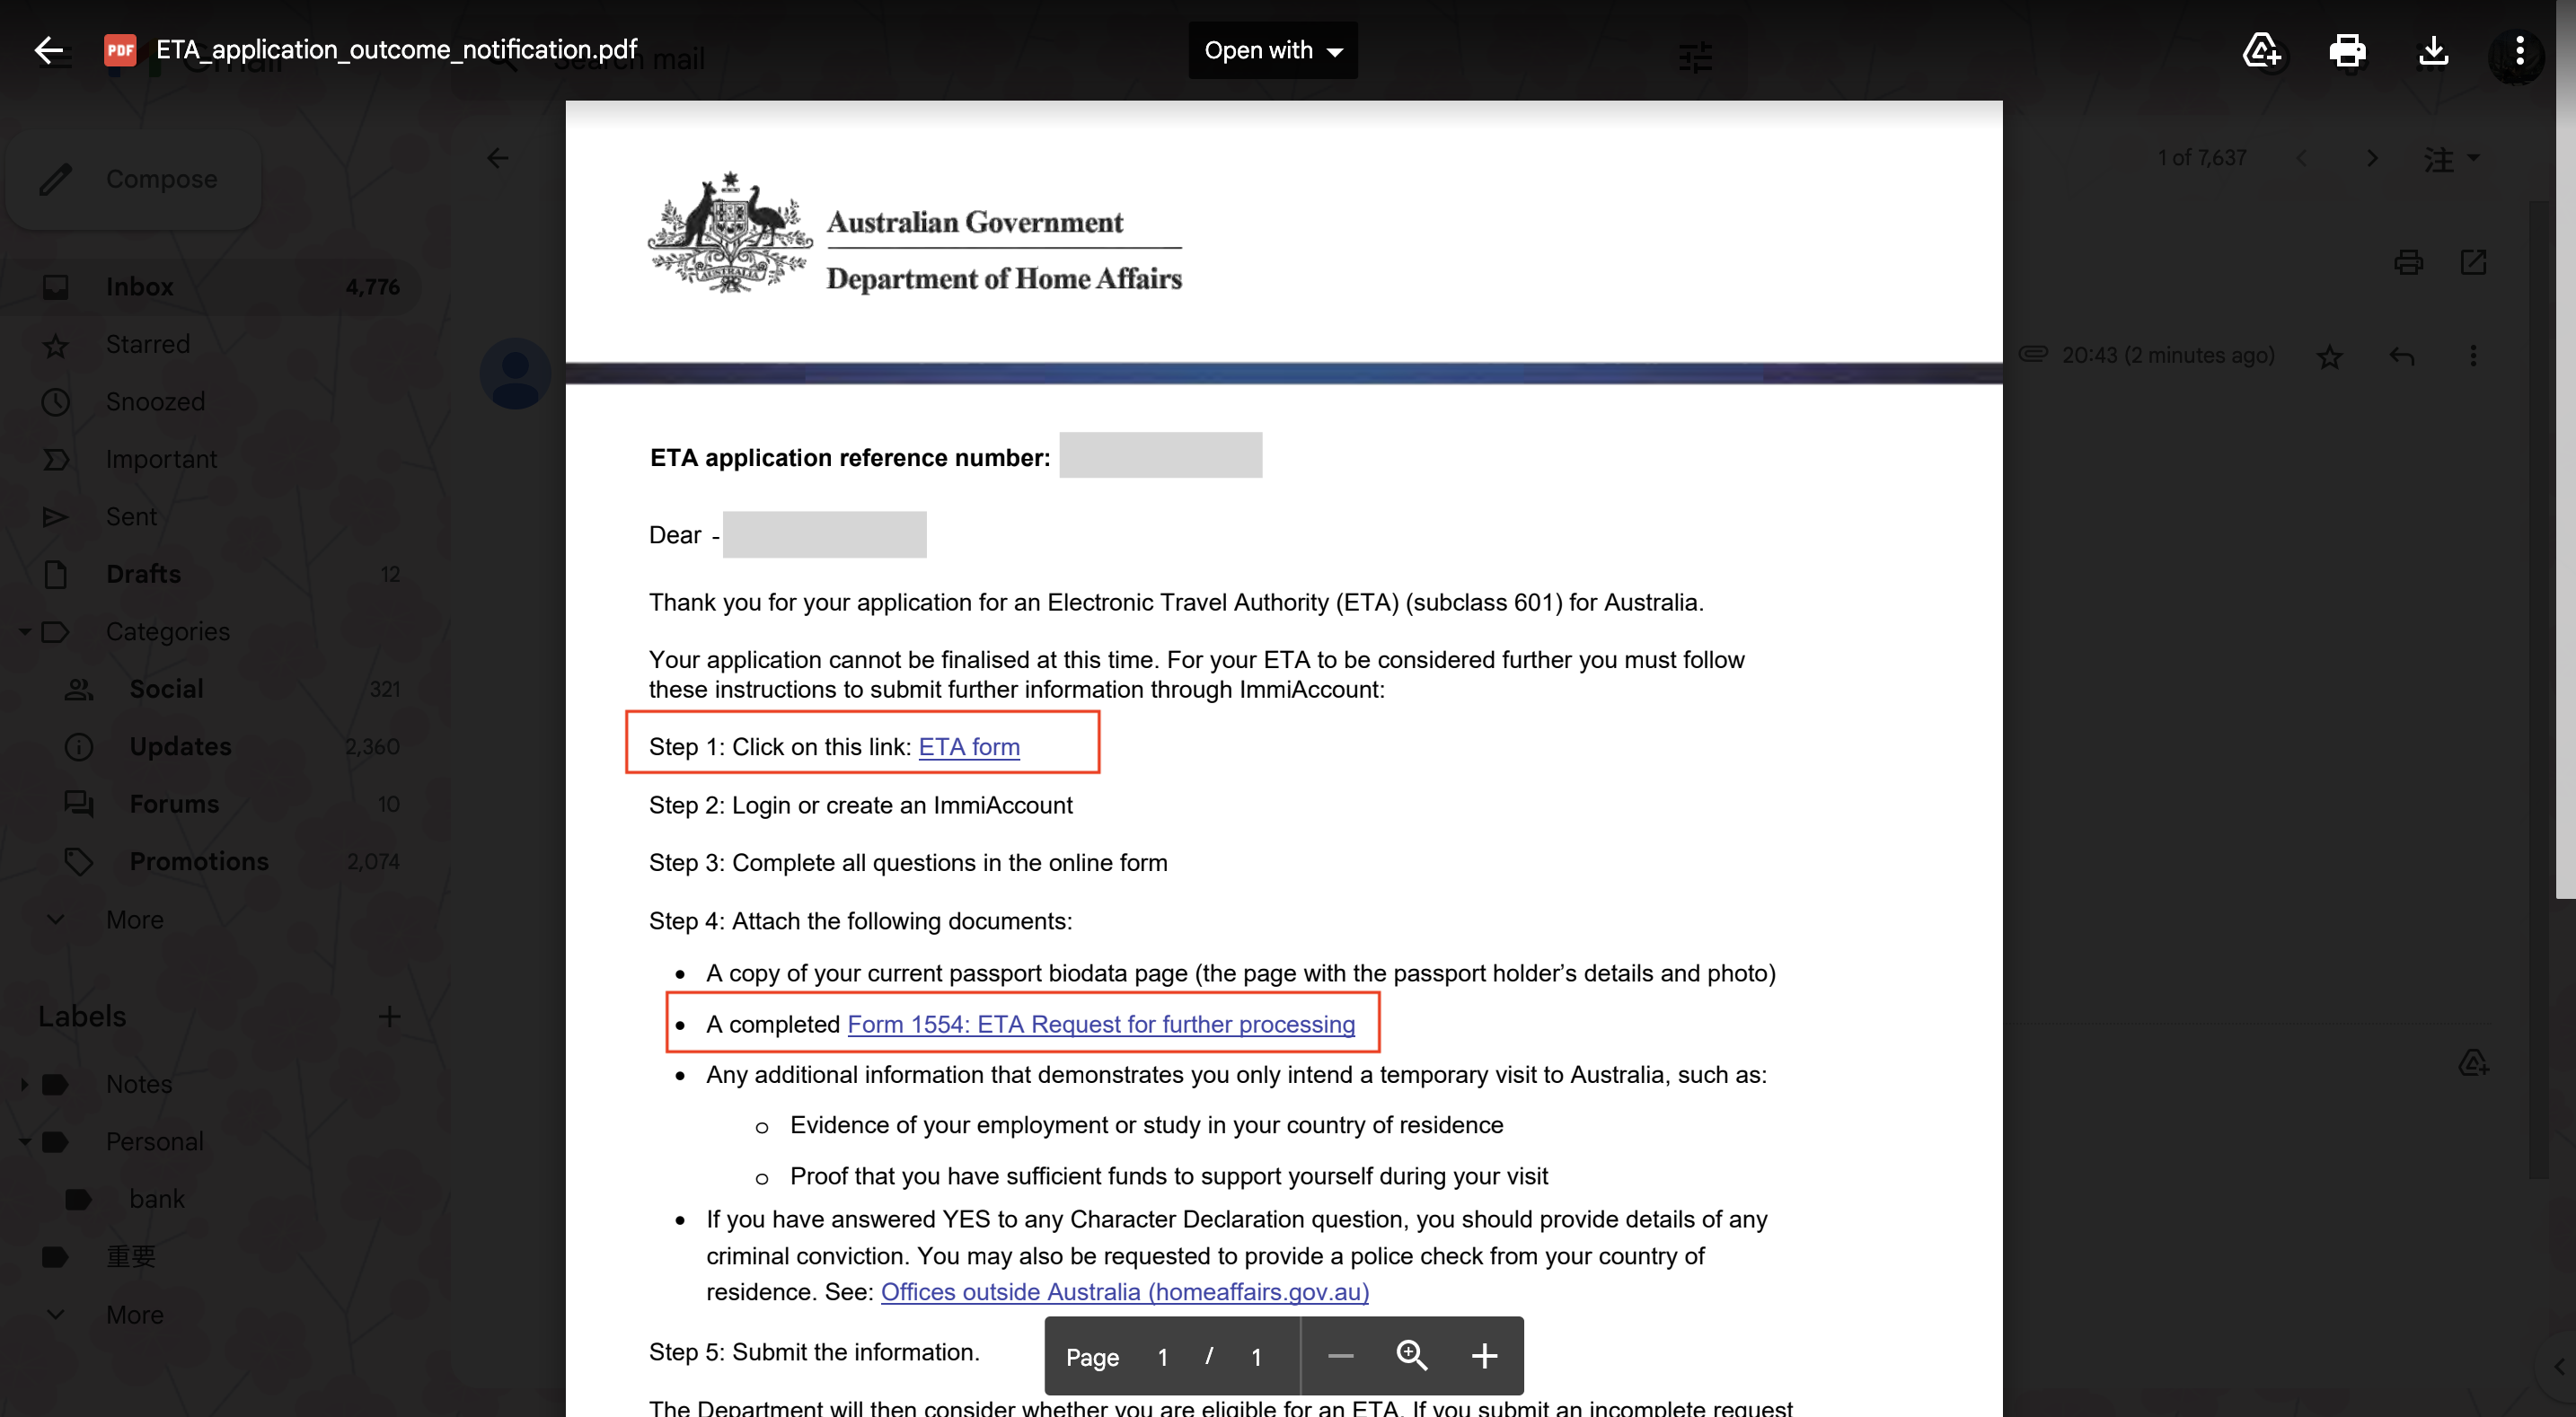 PDF ETA_application_outcome_notification.pdf
Open with
Search mail
Compose
1 of 7,637
注
Inbox 4,776
Starred
20:43 (2 minutes ago)
Snoozed
Important
Sent
Drafts 12
Categories
Social 321
Updates 2,360
Forums 10
Promotions 2,074
More
Labels
Notes
Personal
bank
重要
More
Australian Government
Department of Home Affairs
AUSTRALIA
ETA application reference number:
Dear -
Thank you for your application for an Electronic Travel Authority (ETA) (subclass 601) for Australia.
Your application cannot be finalised at this time. For your ETA to be considered further you must follow
these instructions to submit further information through ImmiAccount:
Step 1: Click on this link: ETA form
Step 2: Login or create an ImmiAccount
Step 3: Complete all questions in the online form
Step 4: Attach the following documents:
• A copy of your current passport biodata page (the page with the passport holder’s details and photo)
• A completed Form 1554: ETA Request for further processing
• Any additional information that demonstrates you only intend a temporary visit to Australia, such as:
o Evidence of your employment or study in your country of residence
o Proof that you have sufficient funds to support yourself during your visit
• If you have answered YES to any Character Declaration question, you should provide details of any
criminal conviction. You may also be requested to provide a police check from your country of
residence. See: Offices outside Australia (homeaffairs.gov.au)
Step 5: Submit the information.
Page 1 / 1
The Department will then consider whether you are eligible for an ETA. If you submit an incomplete request